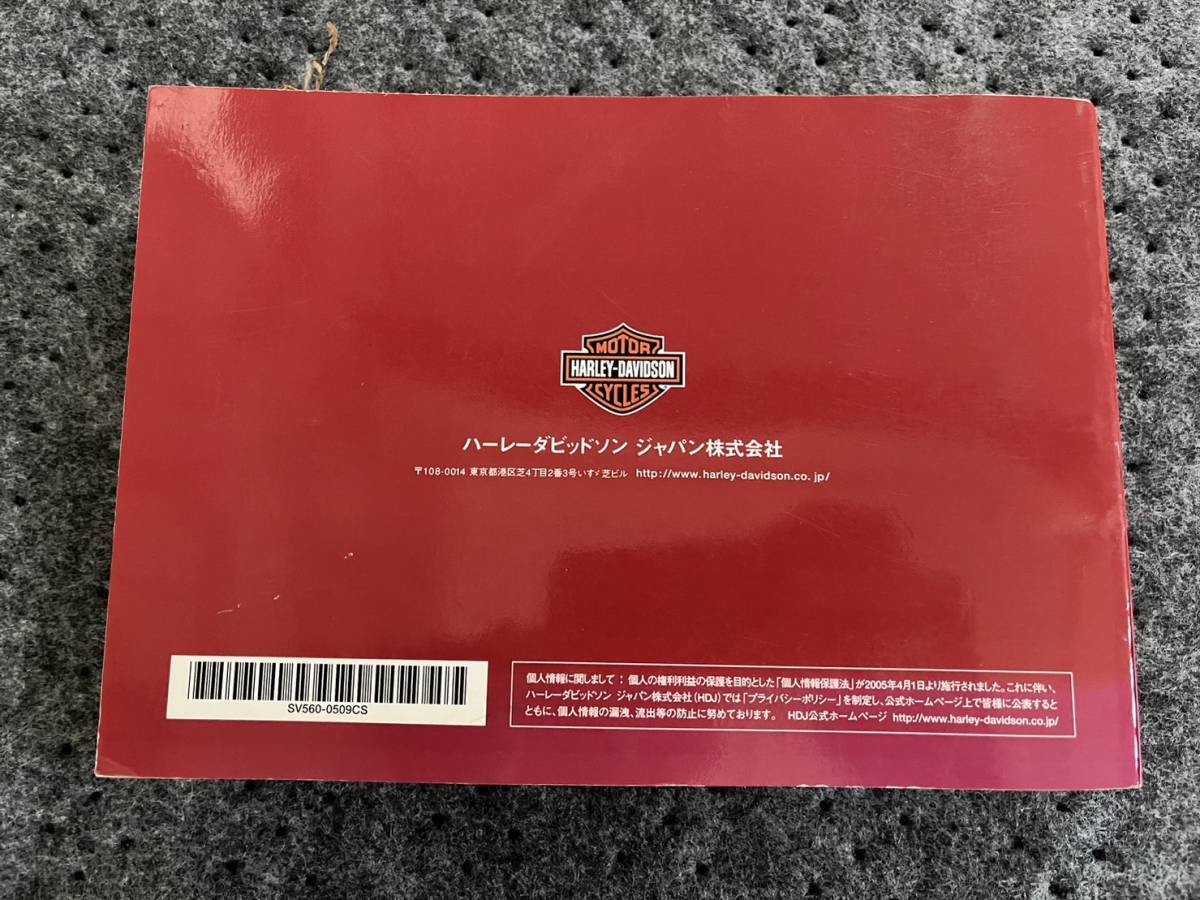 MOTOR
HARLEY-DAVIDSON
CYCLES
ハーレーダビッドソン ジャパン株式会社
〒108-0014 東京都港区芝4丁目2番3号いすゞ芝ビル http://www.harley-davidson.co.jp/
SV560-0509CS
個人情報に関しまして：個人の権利利益の保護を目的とした「個人情報保護法」が2005年4月1日より施行されました。これに伴い、
ハーレーダビッドソン ジャパン株式会社（HDJ）では「プライバシーポリシー」を制定し、公式ホームページ上で皆様に公表すると
ともに、個人情報の漏洩、流出等の防止に努めております。 HDJ公式ホームページ http://www.harley-davidson.co.jp/